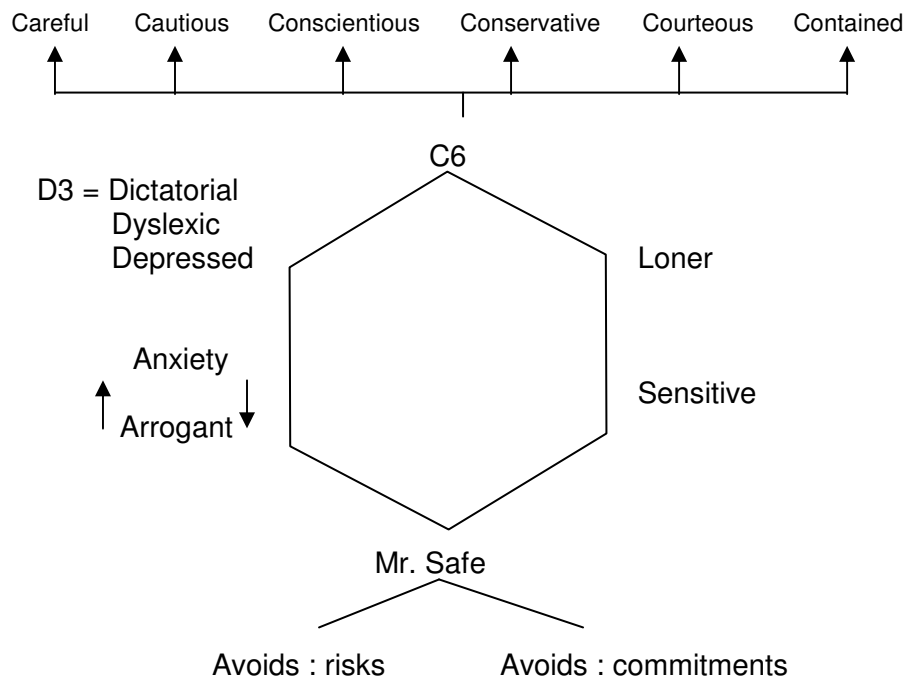 Careful Cautious Conscientious Conservative Courteous Contained
C6
D3 = Dictatorial
Dyslexic
Depressed
Loner
Anxiety
Sensitive
Arrogant
Mr. Safe
Avoids : risks Avoids : commitments